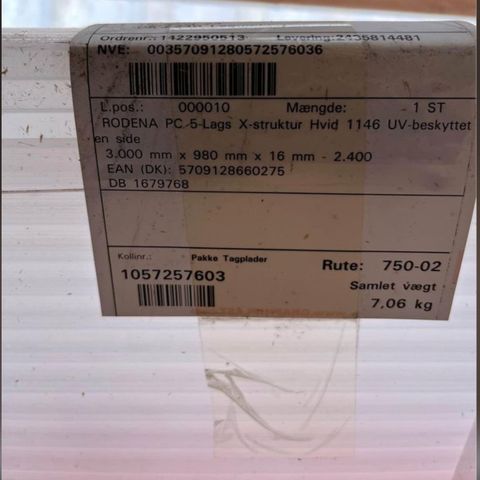 Ordrenr.: 1422950513 Levering: 2435814481
NVE: 00357091280572576036
L.pos.: 000010 Mængde: 1 ST
RODENA PC 5-Lags X-struktur Hvid 1146 UV-beskyttet
en side
3.000 mm x 980 mm x 16 mm - 2.400
EAN (DK): 5709128660275
DB 1679768
Kollinr.: Pakke Tagplader
Rute: 750-02
1057257603
Samlet vægt
7,06 kg